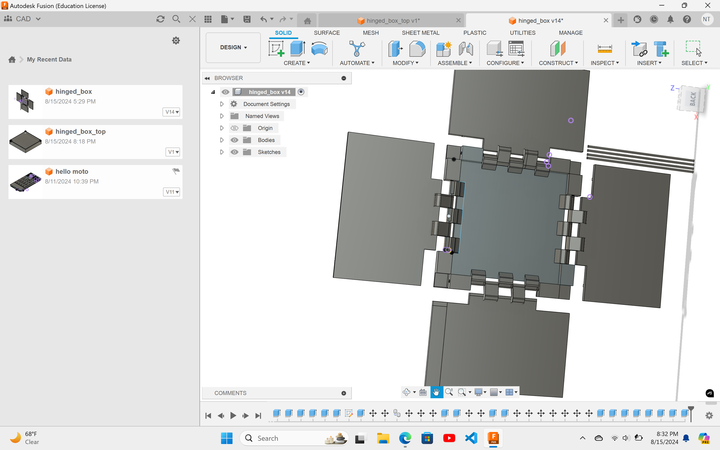 Autodesk Fusion (Education License)
CAD
hinged_box_top v1*
hinged_box v14*
NT
SOLID
SURFACE
MESH
SHEET METAL
PLASTIC
UTILITIES
MANAGE
DESIGN
CREATE
AUTOMATE
MODIFY
ASSEMBLE
CONFIGURE
CONSTRUCT
INSPECT
INSERT
SELECT
My Recent Data
BROWSER
hinged_box v14
Document Settings
Named Views
Origin
Bodies
Sketches
hinged_box
8/15/2024 5:29 PM
V14
hinged_box_top
8/15/2024 8:18 PM
V1
hello moto
8/11/2024 10:39 PM
V11
Z
BACK
X
COMMENTS
68°F
Clear
Search
8:32 PM
8/15/2024